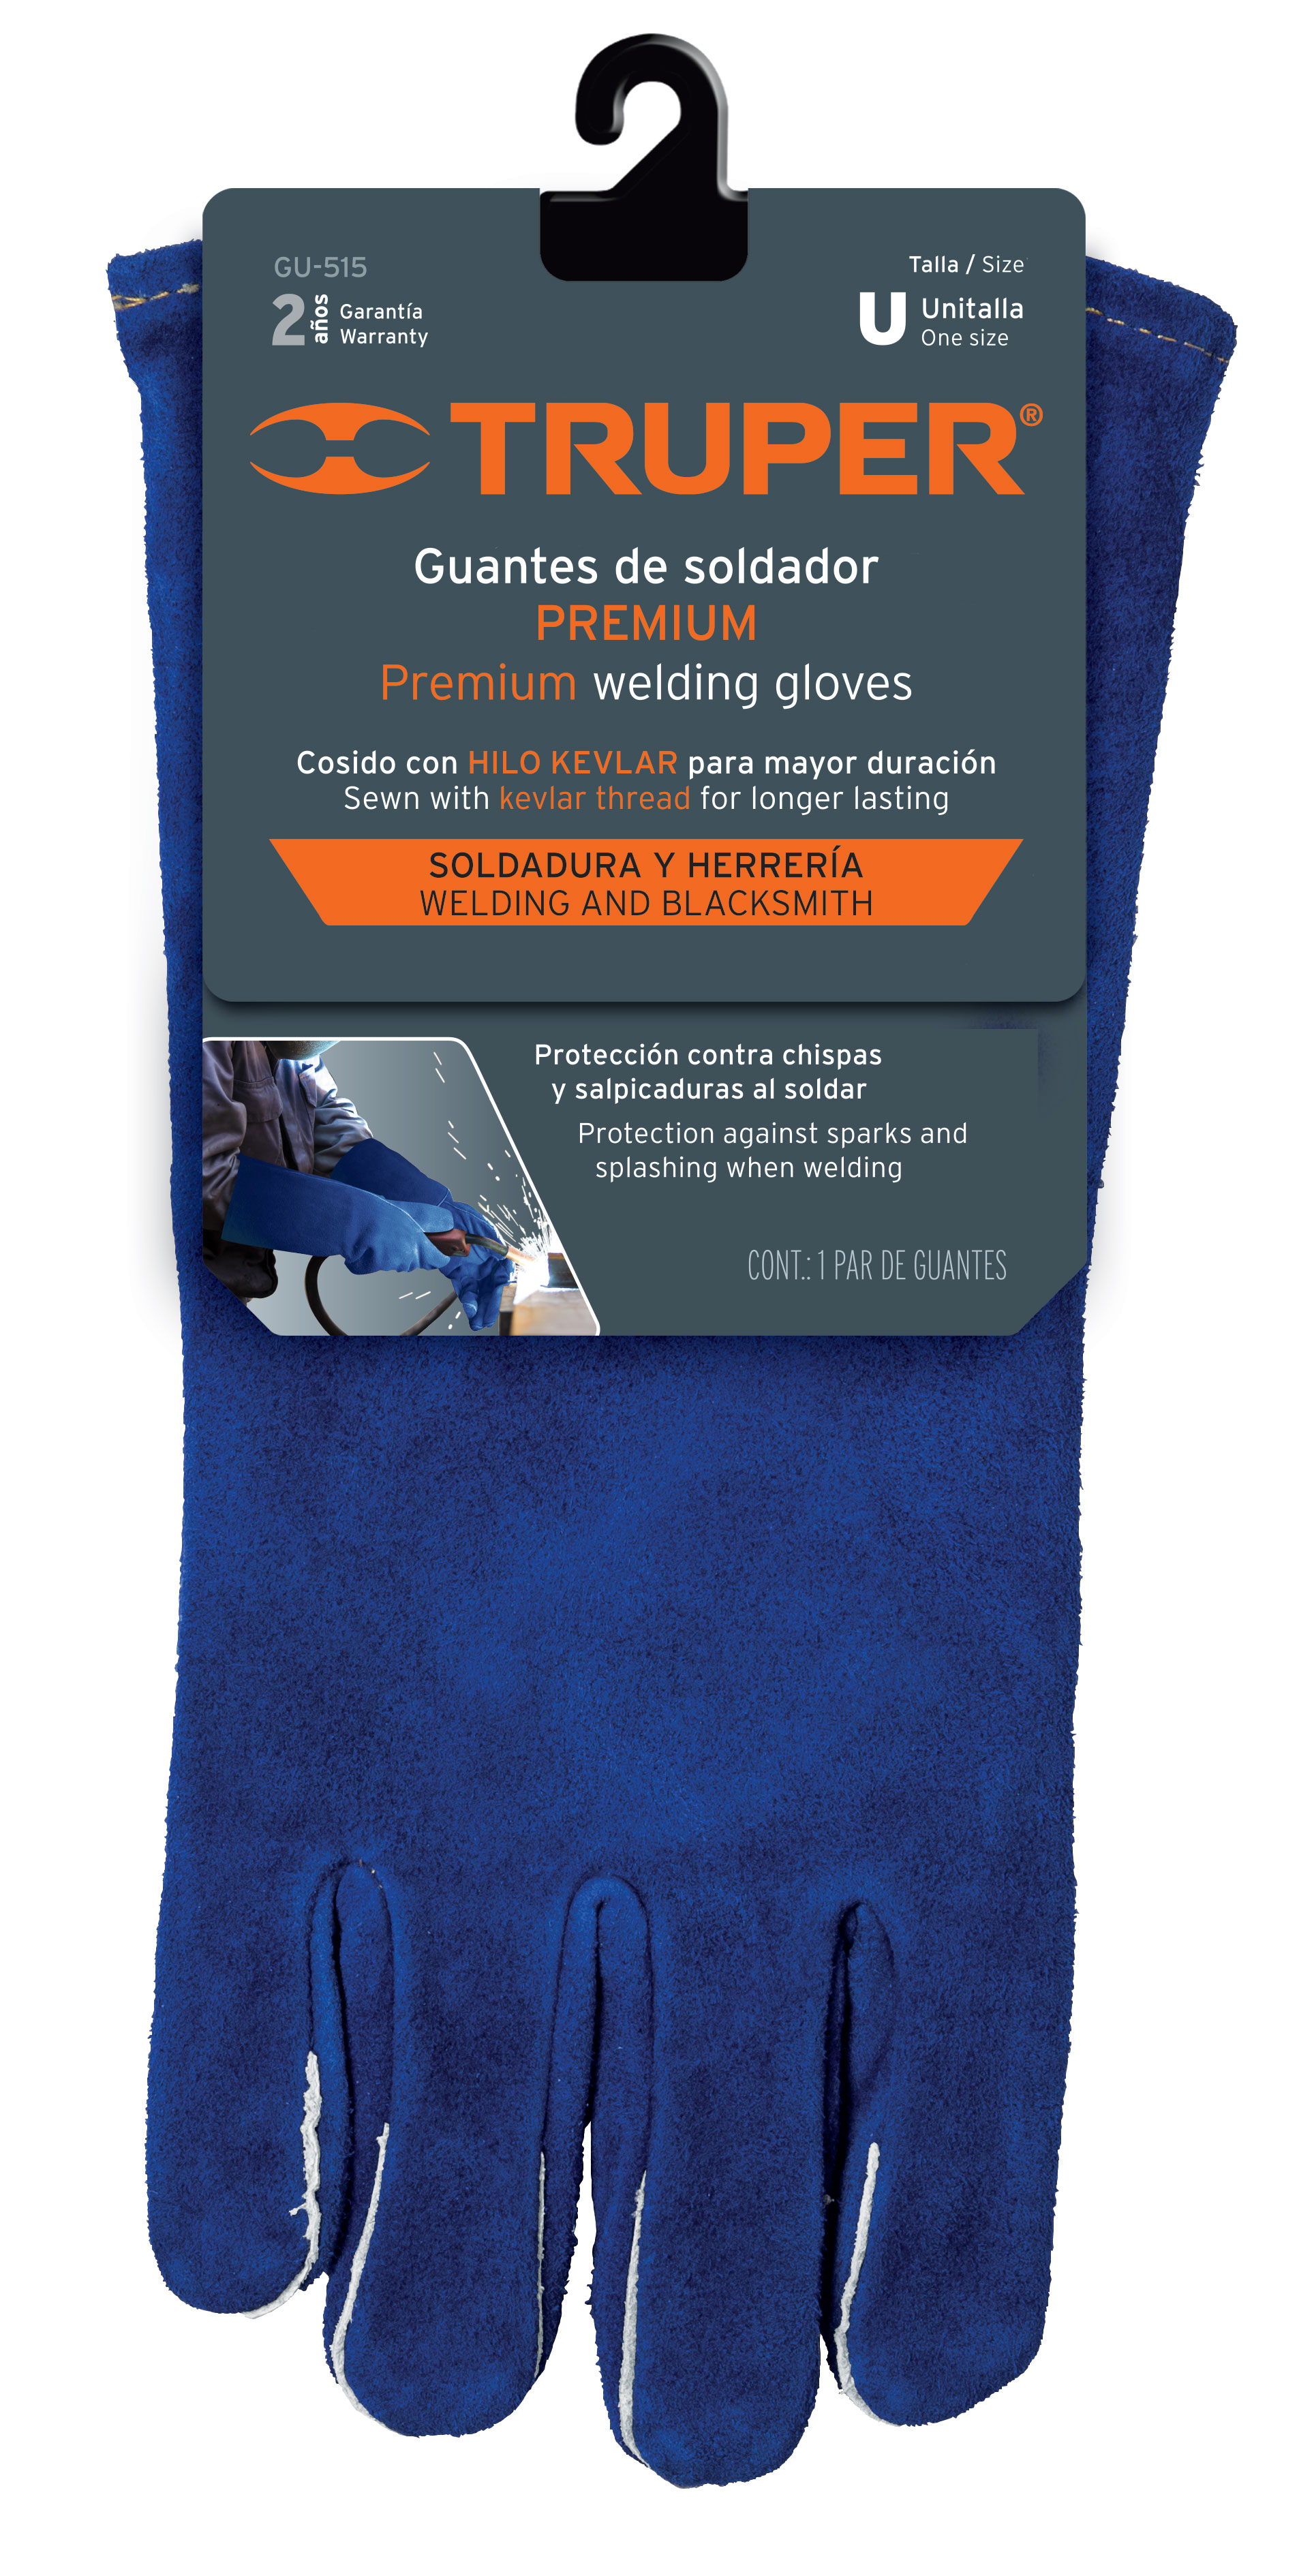 GU-515
2 años Garantía
Warranty
Talla / Size
U Unitalla
One size
TRUPER®
Guantes de soldador
PREMIUM
Premium welding gloves
Cosido con HILO KEVLAR para mayor duración
Sewn with kevlar thread for longer lasting
SOLDADURA Y HERRERÍA
WELDING AND BLACKSMITH
Protección contra chispas
y salpicaduras al soldar
Protection against sparks and
splashing when welding
CONT.: 1 PAR DE GUANTES